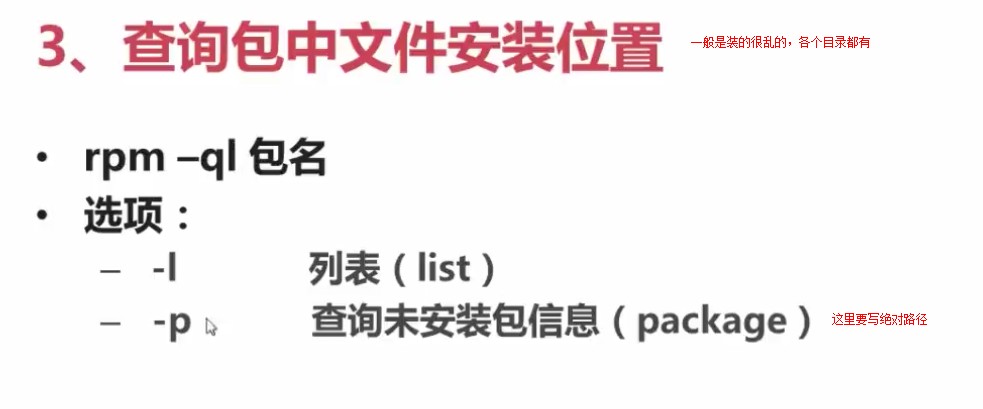 3、查询包中文件安装位置 一般是装的很乱的，各个目录都有
• rpm –ql 包名
• 选项：
– -l 列表（list）
– -p 查询未安装包信息（package） 这里要写绝对路径